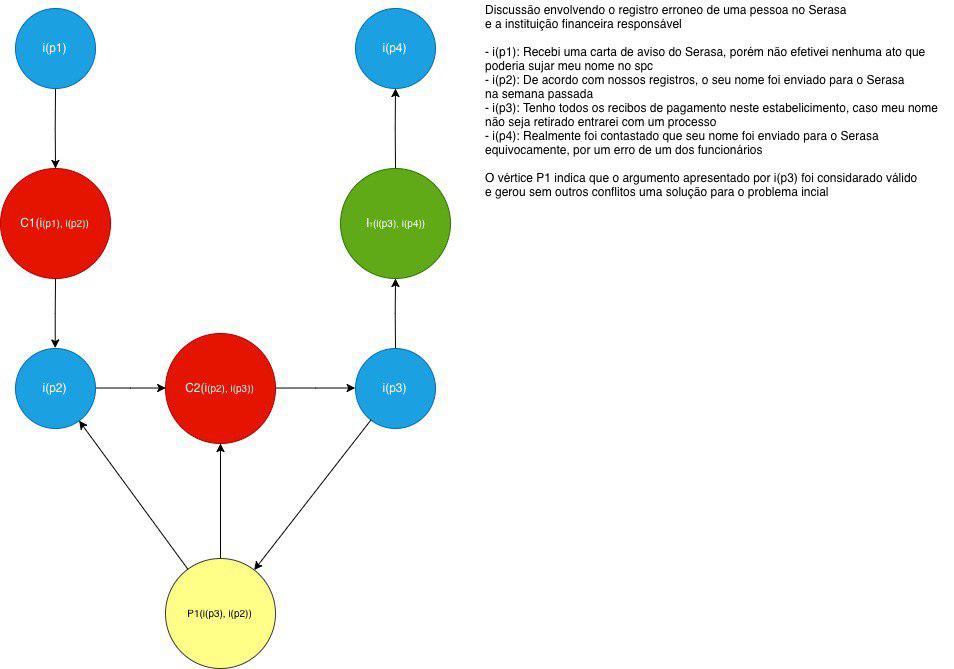 i(p1)
i(p4)
C1(i(p1), i(p2))
I₁(i(p3), i(p4))
i(p2)
C2(i(p2), i(p3))
i(p3)
P1(i(p3), i(p2))
Discussão envolvendo o registro erroneo de uma pessoa no Serasa
e a instituição financeira responsável
- i(p1): Recebi uma carta de aviso do Serasa, porém não efetivei nenhuma ato que
poderia sujar meu nome no spc
- i(p2): De acordo com nossos registros, o seu nome foi enviado para o Serasa
na semana passada
- i(p3): Tenho todos os recibos de pagamento neste estabelicimento, caso meu nome
não seja retirado entrarei com um processo
- i(p4): Realmente foi contastado que seu nome foi enviado para o Serasa
equivocamente, por um erro de um dos funcionários
O vértice P1 indica que o argumento apresentado por i(p3) foi considarado válido
e gerou sem outros conflitos uma solução para o problema incial